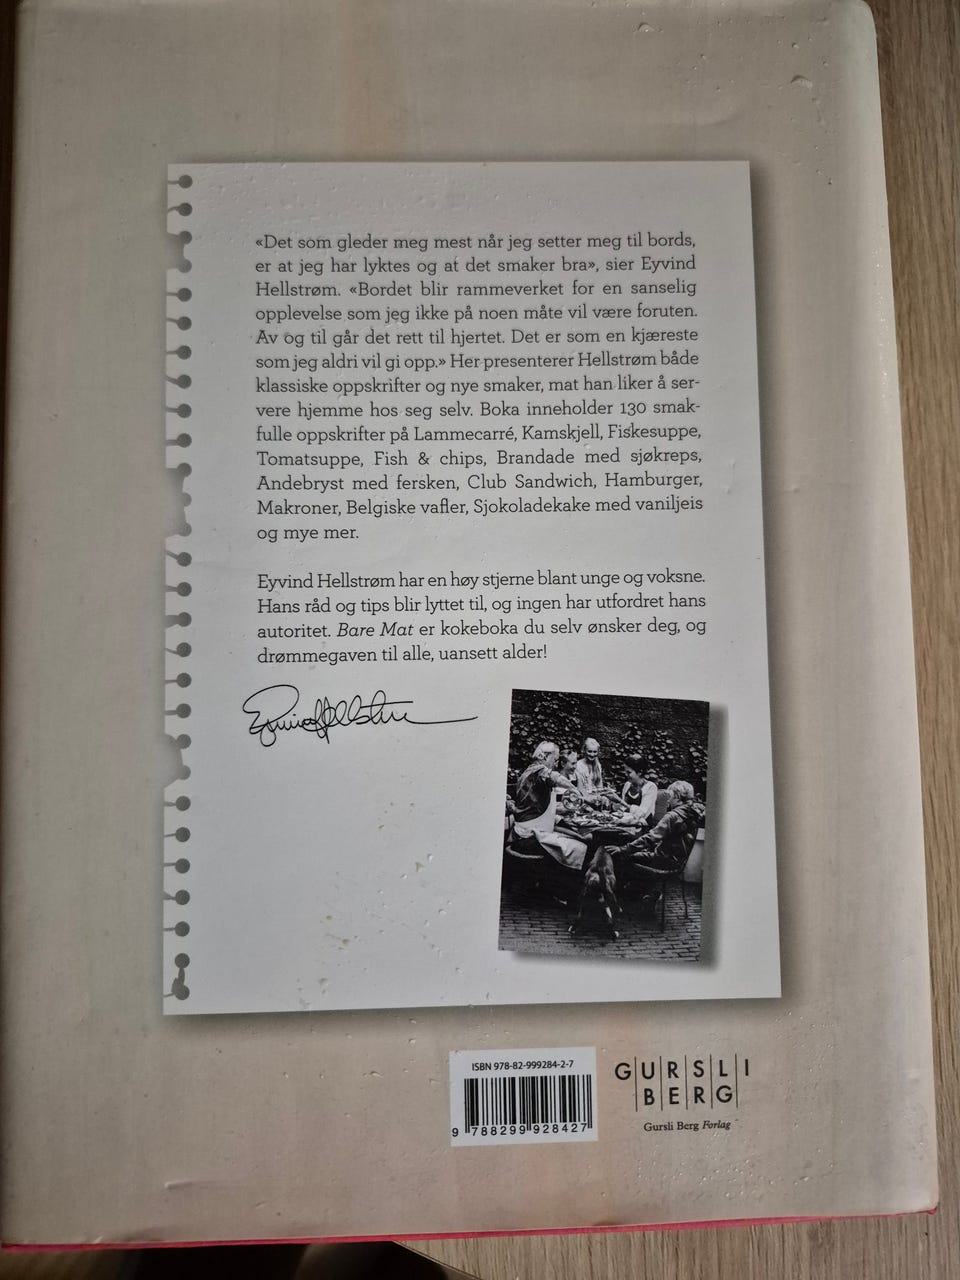 «Det som gleder meg mest når jeg setter meg til bords,
er at jeg har lyktes og at det smaker bra», sier Eyvind
Hellstrøm. «Bordet blir rammeverket for en sanselig
opplevelse som jeg ikke på noen måte vil være foruten.
Av og til går det rett til hjertet. Det er som en kjæreste
som jeg aldri vil gi opp.» Her presenterer Hellstrøm både
klassiske oppskrifter og nye smaker, mat han liker å ser-
vere hjemme hos seg selv. Boka inneholder 130 smak-
fulle oppskrifter på Lammecarré, Kamskjell, Fiskesuppe,
Tomatsuppe, Fish & chips, Brandade med sjøkreps,
Andebryst med fersken, Club Sandwich, Hamburger,
Makroner, Belgiske vafler, Sjokoladekake med vaniljeis
og mye mer.
Eyvind Hellstrøm har en høy stjerne blant unge og voksne.
Hans råd og tips blir lyttet til, og ingen har utfordret hans
autoritet. Bare Mat er kokeboka du selv ønsker deg, og
drømmegaven til alle, uansett alder!
Eyvind Hellstrøm
ISBN 978-82-999284-2-7
9 788299 928427
GURSLI
BERG
Gursli Berg Forlag